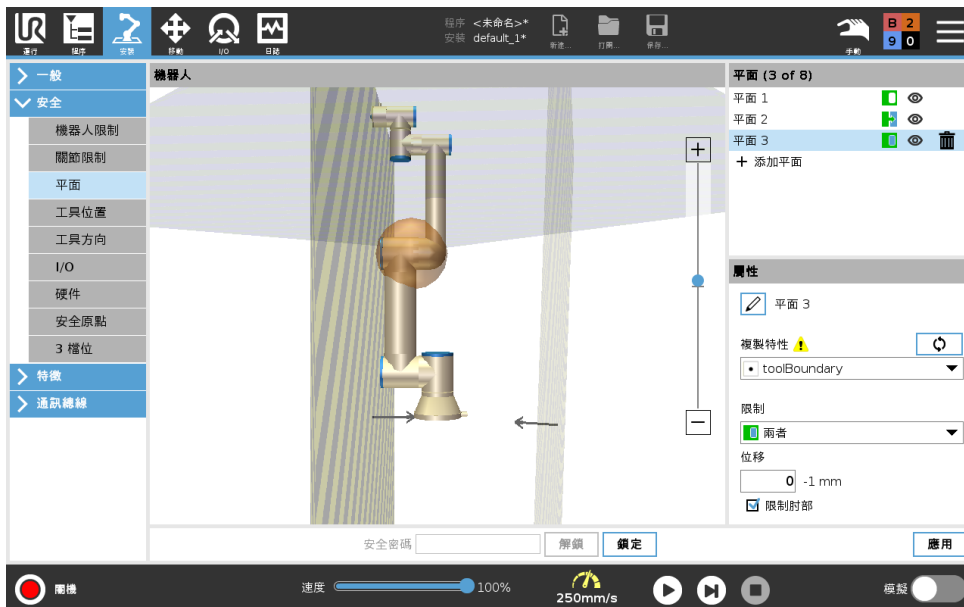 程序 <未命名>*
安裝 default_1*
運行
程序
安裝
移動
I/O
日誌
新建...
打開...
保存...
手動
B 2
9 0
一般
安全
機器人限制
關節限制
平面
工具位置
工具方向
I/O
硬件
安全原點
3 檔位
特徵
通訊總線
機器人
+
−
平面 (3 of 8)
平面 1
平面 2
平面 3
+ 添加平面
屬性
平面 3
複製特性
toolBoundary
限制
兩者
位移
0 -1 mm
限制肘部
安全密碼
解鎖
鎖定
應用
關機
速度
100%
250mm/s
模擬